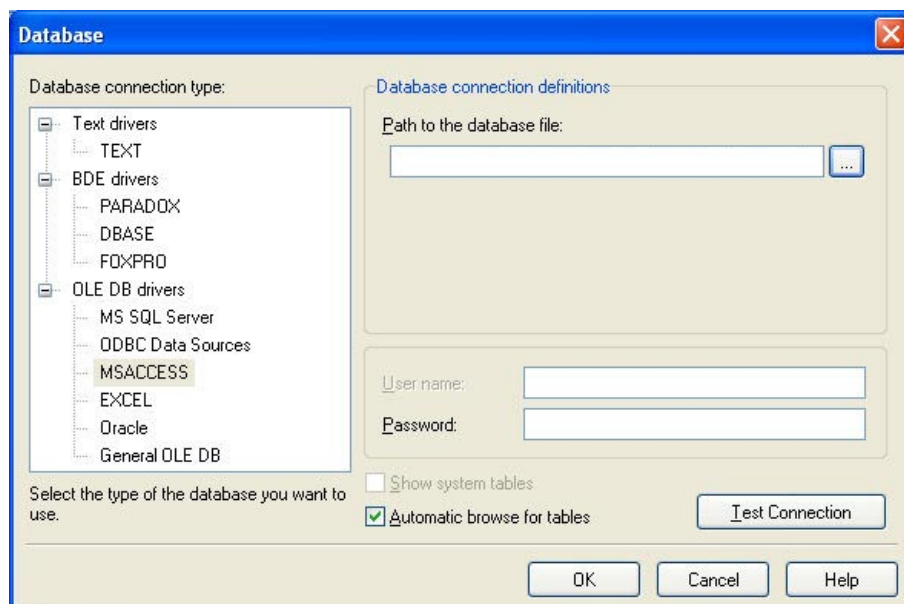 Database
Database connection type:
Text drivers
TEXT
BDE drivers
PARADOX
DBASE
FOXPRO
OLE DB drivers
MS SQL Server
ODBC Data Sources
MSACCESS
EXCEL
Oracle
General OLE DB
Select the type of the database you want to
use.
Database connection definitions
Path to the database file:
...
User name:
Password:
Show system tables
Automatic browse for tables
Test Connection
OK
Cancel
Help